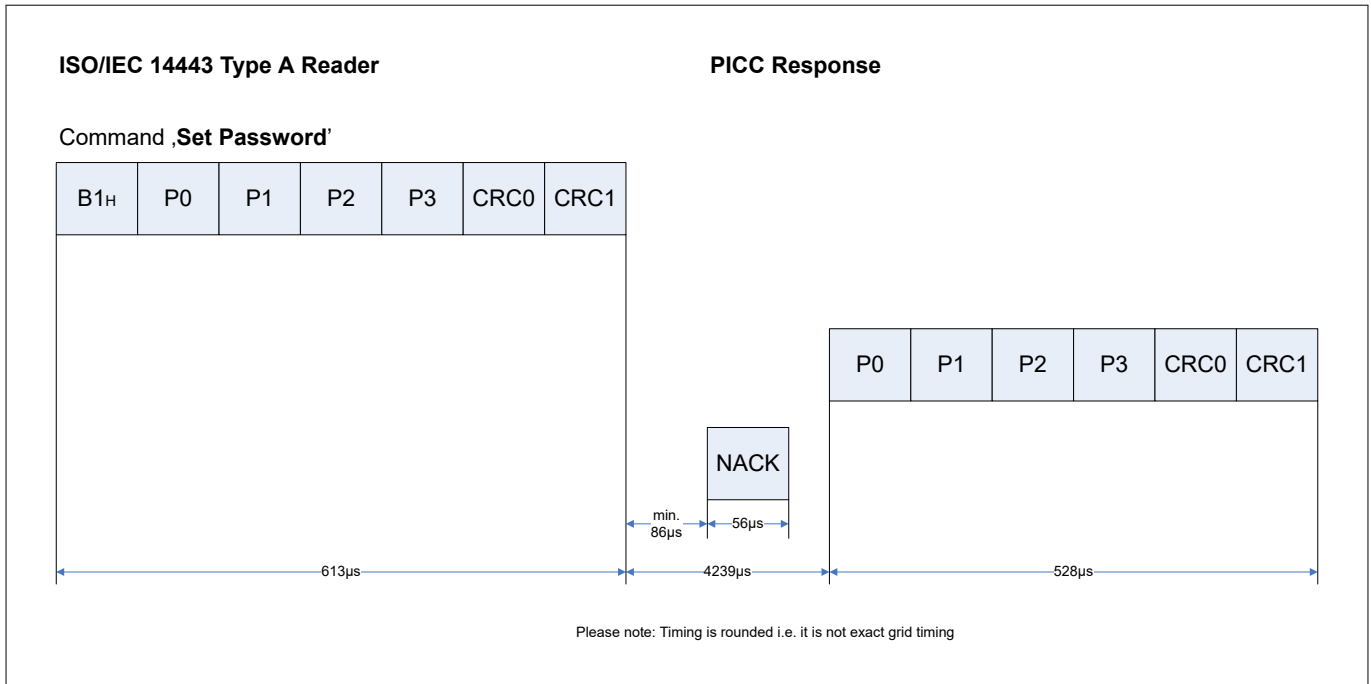 ISO/IEC 14443 Type A Reader
PICC Response
Command ‚Set Password’
B1H P0 P1 P2 P3 CRC0 CRC1
P0 P1 P2 P3 CRC0 CRC1
NACK
min.
86µs
56µs
613µs
4239µs
528µs
Please note: Timing is rounded i.e. it is not exact grid timing